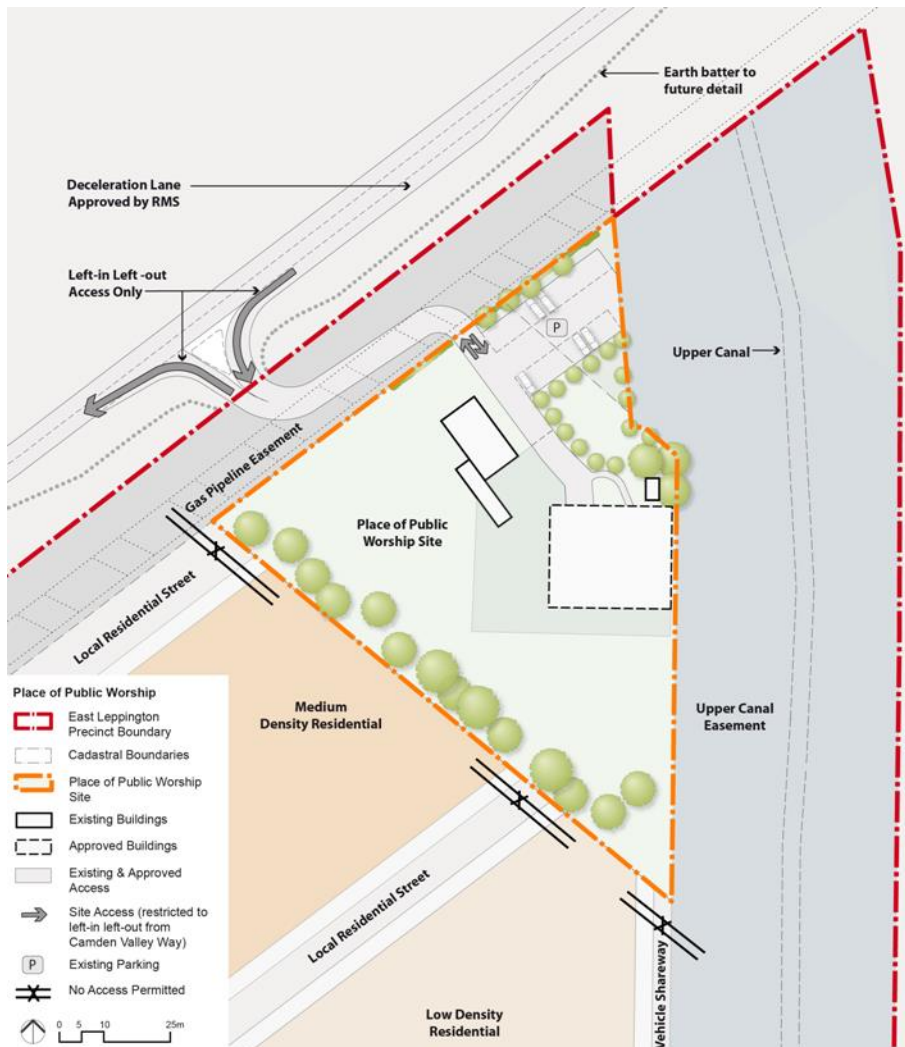 Earth batter to
future detail
Deceleration Lane
Approved by RMS
Left-in Left -out
Access Only
P
Upper Canal
Gas Pipeline Easement
Place of Public
Worship Site
Local Residential Street
Medium
Density Residential
Upper Canal
Easement
Local Residential Street
Vehicle Shareway
Low Density
Residential
Place of Public Worship
East Leppington
Precinct Boundary
Cadastral Boundaries
Place of Public Worship
Site
Existing Buildings
Approved Buildings
Existing & Approved
Access
Site Access (restricted to
left-in left-out from
Camden Valley Way)
P
Existing Parking
No Access Permitted
0 5 10 25m